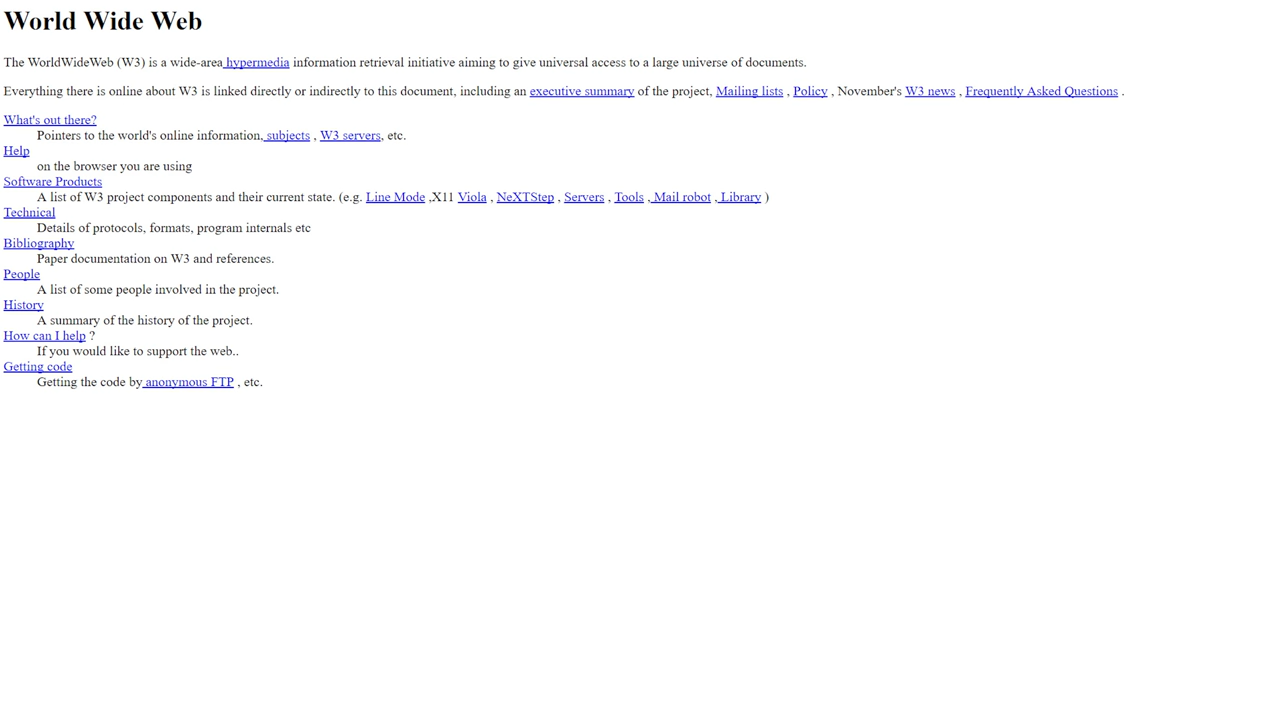 World Wide Web
The WorldWideWeb (W3) is a wide-area hypermedia information retrieval initiative aiming to give universal access to a large universe of documents.
Everything there is online about W3 is linked directly or indirectly to this document, including an executive summary of the project, Mailing lists , Policy , November's W3 news , Frequently Asked Questions .
What's out there?
Pointers to the world's online information, subjects , W3 servers, etc.
Help
on the browser you are using
Software Products
A list of W3 project components and their current state. (e.g. Line Mode ,X11 Viola , NeXTStep , Servers , Tools , Mail robot , Library )
Technical
Details of protocols, formats, program internals etc
Bibliography
Paper documentation on W3 and references.
People
A list of some people involved in the project.
History
A summary of the history of the project.
How can I help ?
If you would like to support the web..
Getting code
Getting the code by anonymous FTP , etc.